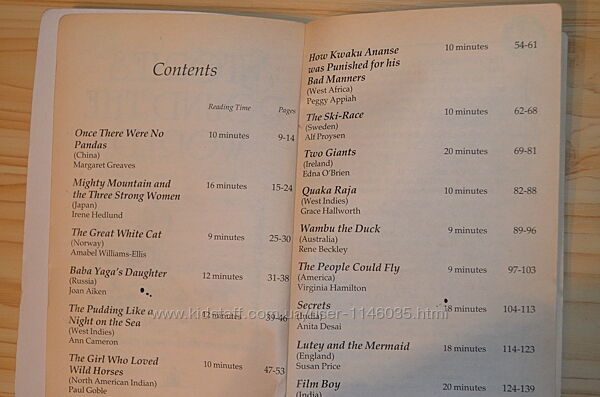 Contents
Reading Time Pages
Once There Were No 10 minutes 9-14
Pandas
(China)
Margaret Greaves
Mighty Mountain and 16 minutes 15-24
the Three Strong Women
(Japan)
Irene Hedlund
The Great White Cat 9 minutes 25-30
(Norway)
Amabel Williams-Ellis
Baba Yaga's Daughter 12 minutes 31-38
(Russia)
Joan Aiken
The Pudding Like a 12 minutes 39-46
Night on the Sea
(West Indies)
Ann Cameron
The Girl Who Loved 10 minutes 47-53
Wild Horses
(North American Indian)
Paul Goble
How Kwaku Ananse 10 minutes 54-61
was Punished for his
Bad Manners
(West Africa)
Peggy Appiah
The Ski-Race 10 minutes 62-68
(Sweden)
Alf Proysen
Two Giants 20 minutes 69-81
(Ireland)
Edna O'Brien
Quaka Raja 10 minutes 82-88
(West Indies)
Grace Hallworth
Wambu the Duck 9 minutes 89-96
(Australia)
Rene Beckley
The People Could Fly 9 minutes 97-103
(America)
Virginia Hamilton
Secrets 18 minutes 104-113
(India)
Anita Desai
Lutey and the Mermaid 18 minutes 114-123
(England)
Susan Price
Film Boy 20 minutes 124-139
(India)